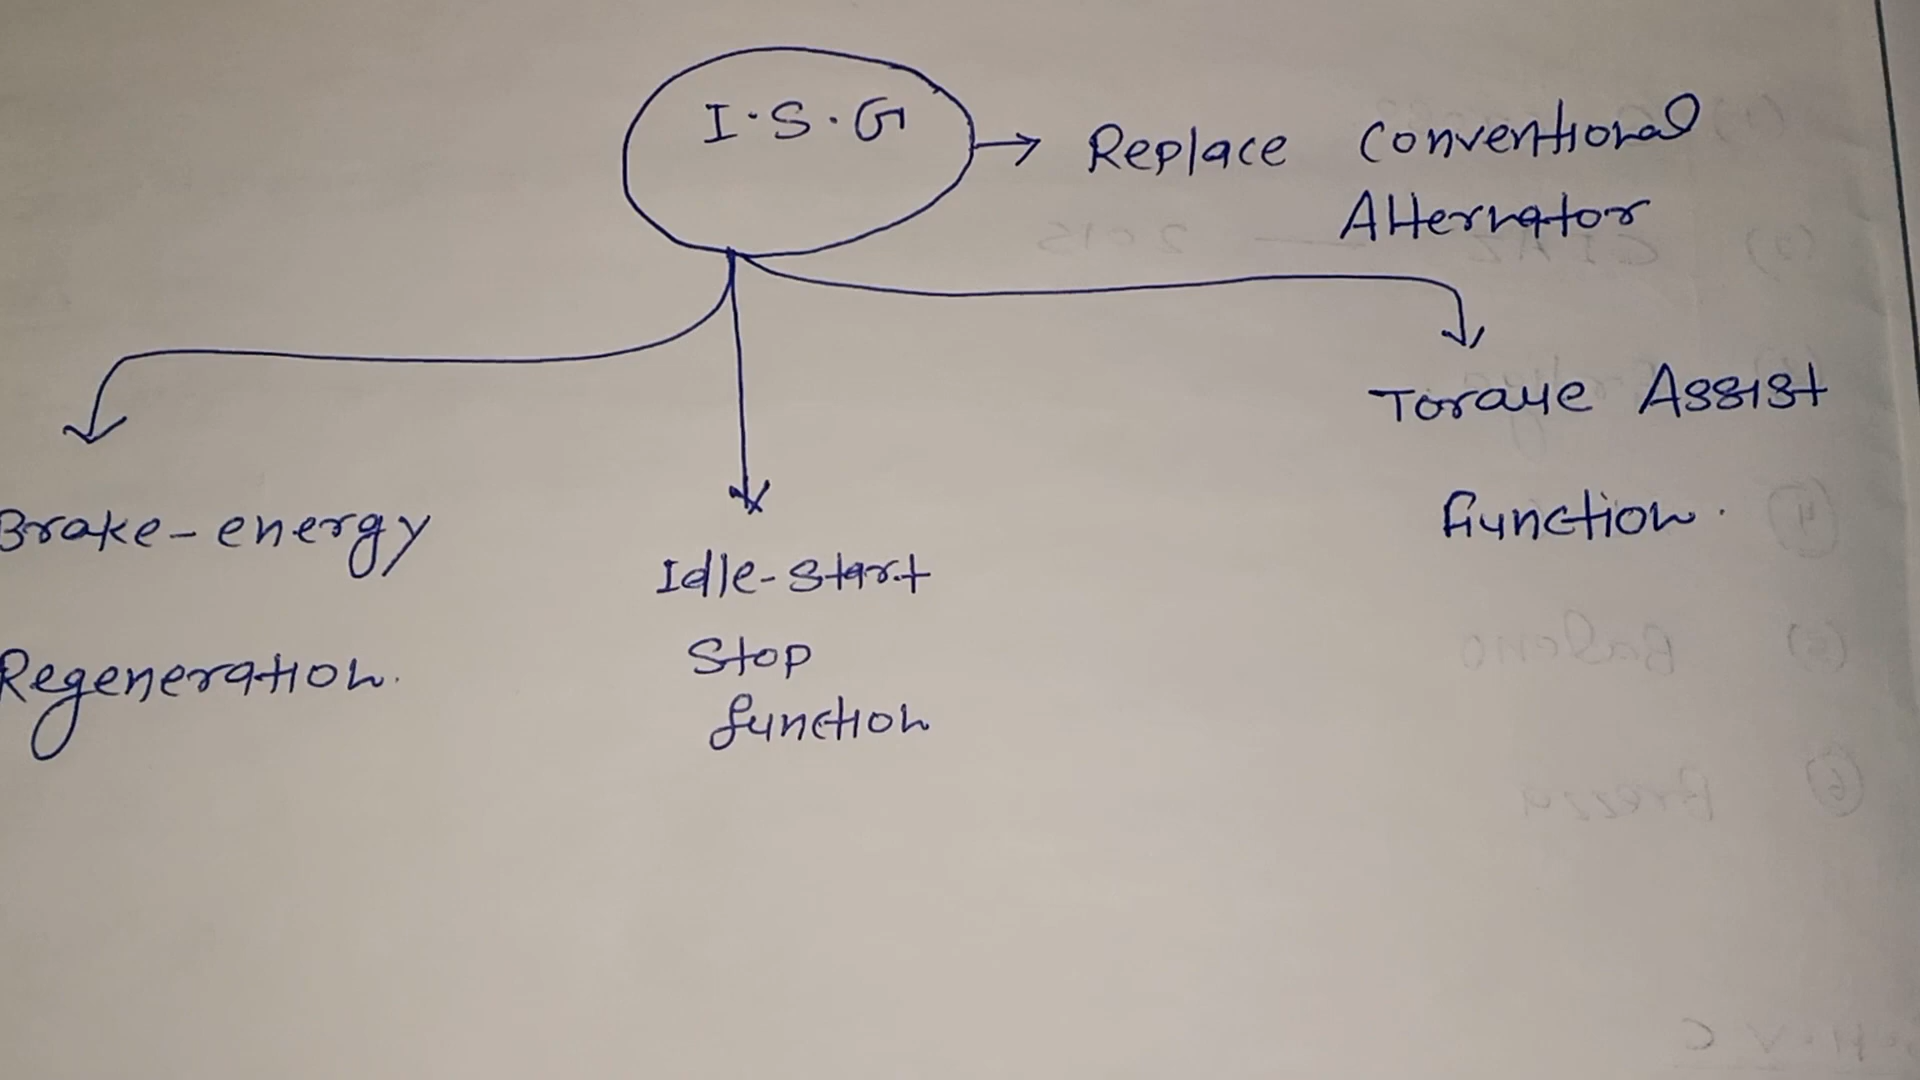 I.S.G
Replace Conventional
Alternator
Torque Assist
function.
Brake-energy
Regeneration.
Idle-Start
Stop
function